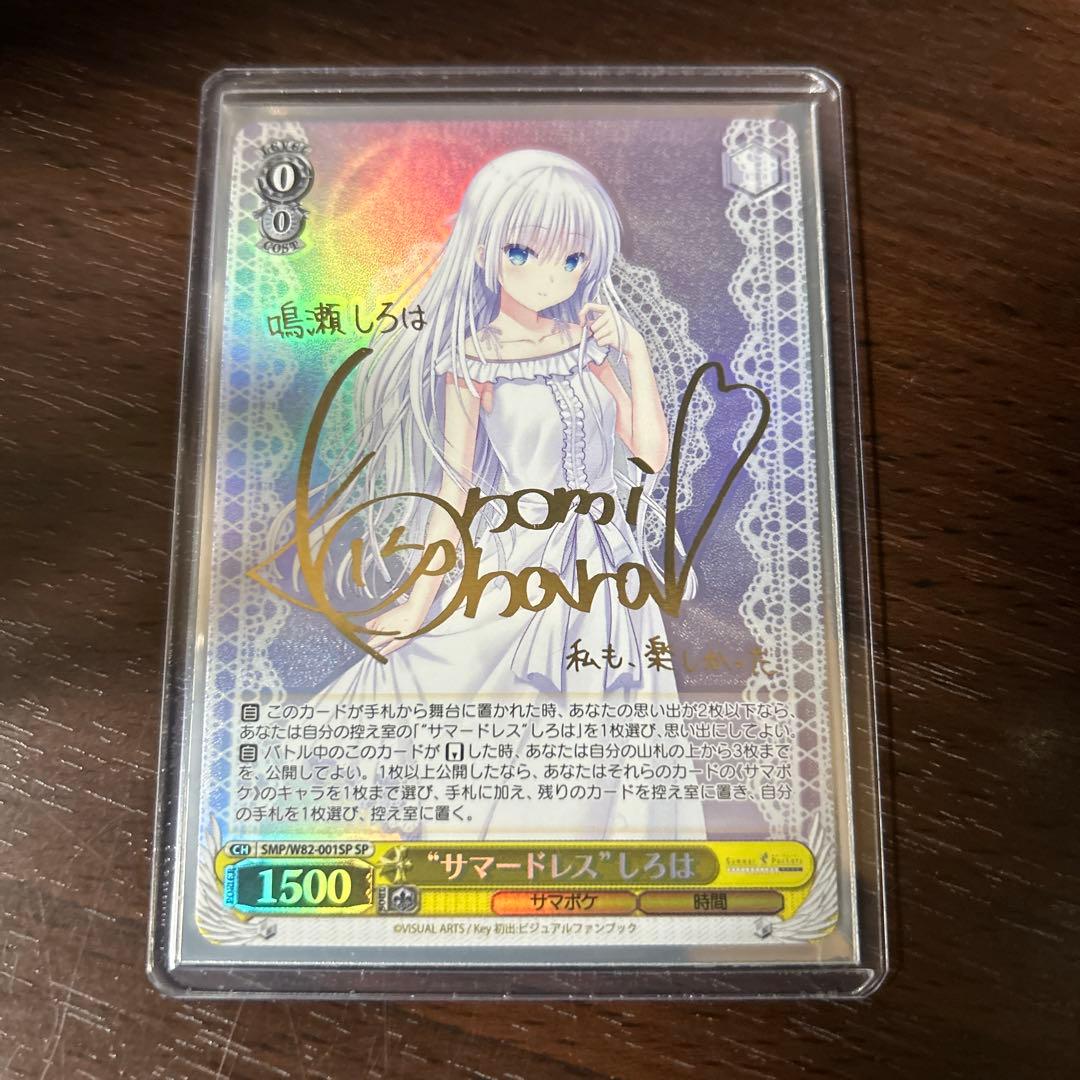 LEVEL
0
0
COST
鳴瀬しろは
Konomi
Kohara
私も、楽しかった
自 このカードが手札から舞台に置かれた時、あなたの思い出が2枚以下なら、
あなたは自分の控え室の「“サマードレス”しろは」を1枚選び、思い出にしてよい。
自 バトル中のこのカードが した時、あなたは自分の山札の上から3枚まで
を、公開してよい。1枚以上公開したなら、あなたはそれらのカードの《サマポ
ケ》のキャラを1枚まで選び、手札に加え、残りのカードを控え室に置き、自分
の手札を1枚選び、控え室に置く。
CH SMP/W82-001SP SP
“サマードレス”しろは
Summer Pockets
POWER 1500 SOUL
サマポケ 時間
©VISUAL ARTS / Key 初出:ビジュアルファンブック